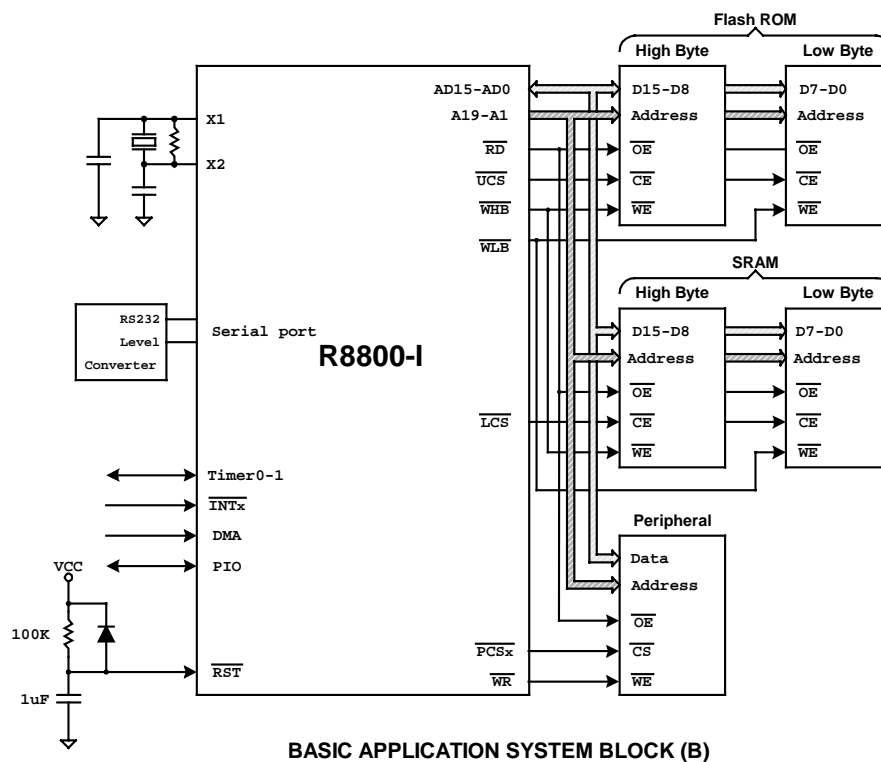 Flash ROM
High Byte Low Byte
AD15-AD0 D15-D8 D7-D0
X1 A19-A1 Address Address
RD OE OE
X2 UCS CE CE
WHB WE WE
WLB
SRAM
High Byte Low Byte
RS232 D15-D8 D7-D0
Serial port
Level R8800-I Address Address
Converter
OE OE
LCS CE CE
WE WE
Timer0-1
INTx
Peripheral
DMA
Data
VCC PIO
Address
100K OE
PCSx CS
RST
WR WE
1uF
BASIC APPLICATION SYSTEM BLOCK (B)